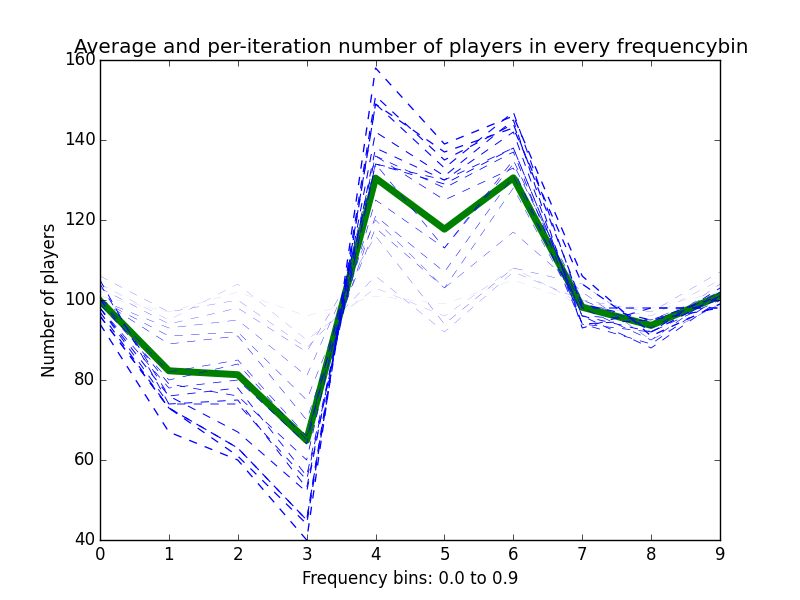 Average and per-iteration number of players in every frequencybin
160
140
120
100
80
60
40
Number of players
0 1 2 3 4 5 6 7 8 9
Frequency bins: 0.0 to 0.9